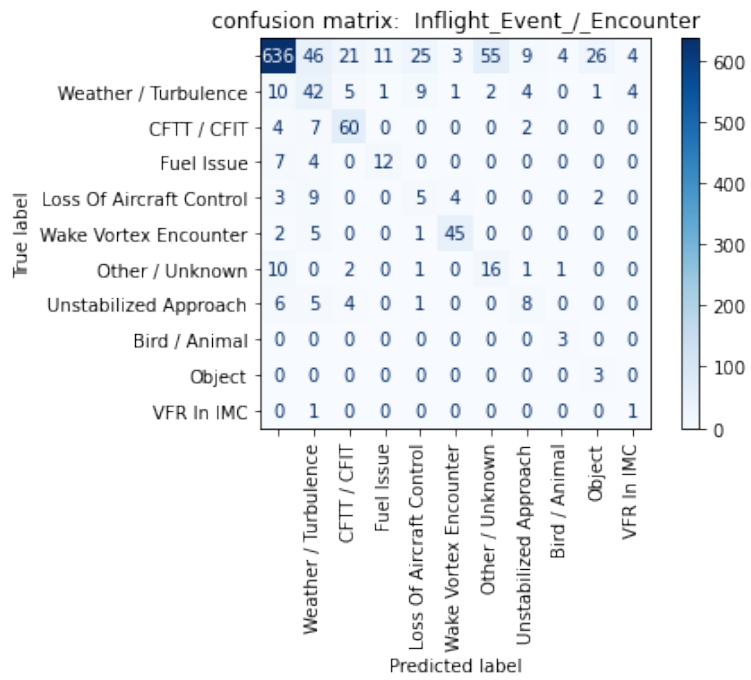 confusion matrix:  Inflight_Event_/_Encounter
636 46 21 11 25 3 55 9 4 26 4
Weather / Turbulence 10 42 5 1 9 1 2 4 0 1 4
CFTT / CFIT 4 7 60 0 0 0 0 2 0 0 0
Fuel Issue 7 4 0 12 0 0 0 0 0 0 0
Loss Of Aircraft Control 3 9 0 0 5 4 0 0 0 2 0
Wake Vortex Encounter 2 5 0 0 1 45 0 0 0 0 0
Other / Unknown 10 0 2 0 1 0 16 1 1 0 0
Unstabilized Approach 6 5 4 0 1 0 0 8 0 0 0
Bird / Animal 0 0 0 0 0 0 0 0 3 0 0
Object 0 0 0 0 0 0 0 0 0 3 0
VFR In IMC 0 1 0 0 0 0 0 0 0 0 1
True label
Weather / Turbulence
CFTT / CFIT
Fuel Issue
Loss Of Aircraft Control
Wake Vortex Encounter
Other / Unknown
Unstabilized Approach
Bird / Animal
Object
VFR In IMC
Predicted label
600
500
400
300
200
100
0